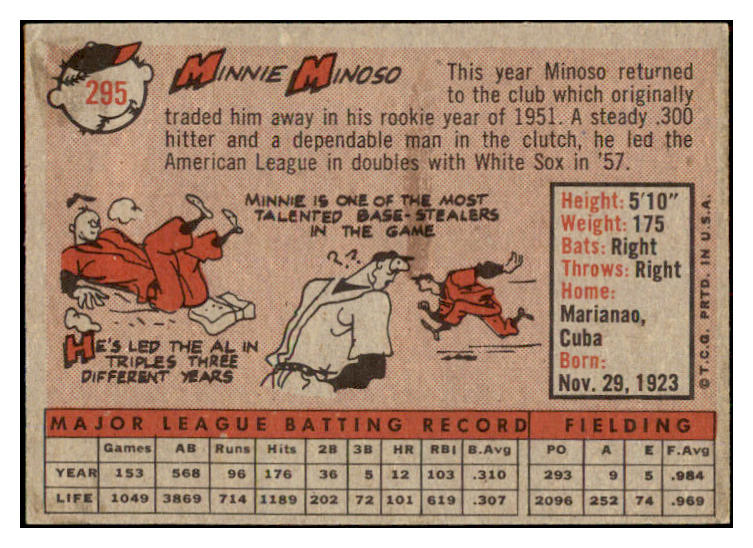 295
MINNIE MINOSO
This year Minoso returned
to the club which originally
traded him away in his rookie year of 1951. A steady .300
hitter and a dependable man in the clutch, he led the
American League in doubles with White Sox in '57.
MINNIE IS ONE OF THE MOST
TALENTED BASE-STEALERS
IN THE GAME
??
HE'S LED THE AL IN
TRIPLES THREE
DIFFERENT YEARS
Height: 5'10"
Weight: 175
Bats: Right
Throws: Right
Home:
Marianao,
Cuba
Born:
Nov. 29, 1923
© T.C.G. PRTD. IN U.S.A.
MAJOR LEAGUE BATTING RECORD FIELDING
Games AB Runs Hits 2B 3B HR RBI B.Avg PO A E F.Avg
YEAR 153 568 96 176 36 5 12 103 .310 293 9 5 .984
LIFE 1049 3869 714 1189 202 72 101 619 .307 2096 252 74 .969